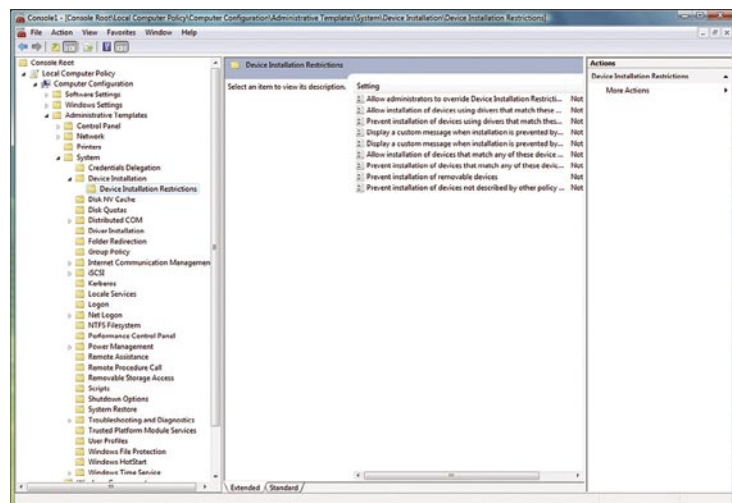 Console1 - [Console Root\Local Computer Policy\Computer Configuration\Administrative Templates\System\Device Installation\Device Installation Restrictions]
File Action View Favorites Window Help
Console Root
Local Computer Policy
Computer Configuration
Software Settings
Windows Settings
Administrative Templates
Control Panel
Network
Printers
System
Credentials Delegation
Device Installation
Device Installation Restrictions
Disk NV Cache
Disk Quotas
Distributed COM
Driver Installation
Folder Redirection
Group Policy
Internet Communication Managemen
iSCSI
Kerberos
Locale Services
Logon
Net Logon
NTFS Filesystem
Performance Control Panel
Power Management
Remote Assistance
Remote Procedure Call
Removable Storage Access
Scripts
Shutdown Options
System Restore
Troubleshooting and Diagnostics
Trusted Platform Module Services
User Profiles
Windows File Protection
Windows HotStart
Windows Time Service
Device Installation Restrictions
Select an item to view its description.
Setting
Allow administrators to override Device Installation Restricti... Not
Allow installation of devices using drivers that match these ... Not
Prevent installation of devices using drivers that match thes... Not
Display a custom message when installation is prevented by... Not
Display a custom message when installation is prevented by... Not
Allow installation of devices that match any of these device ... Not
Prevent installation of devices that match any of these devic... Not
Prevent installation of removable devices Not
Prevent installation of devices not described by other policy ... Not
Extended Standard
Actions
Device Installation Restrictions
More Actions